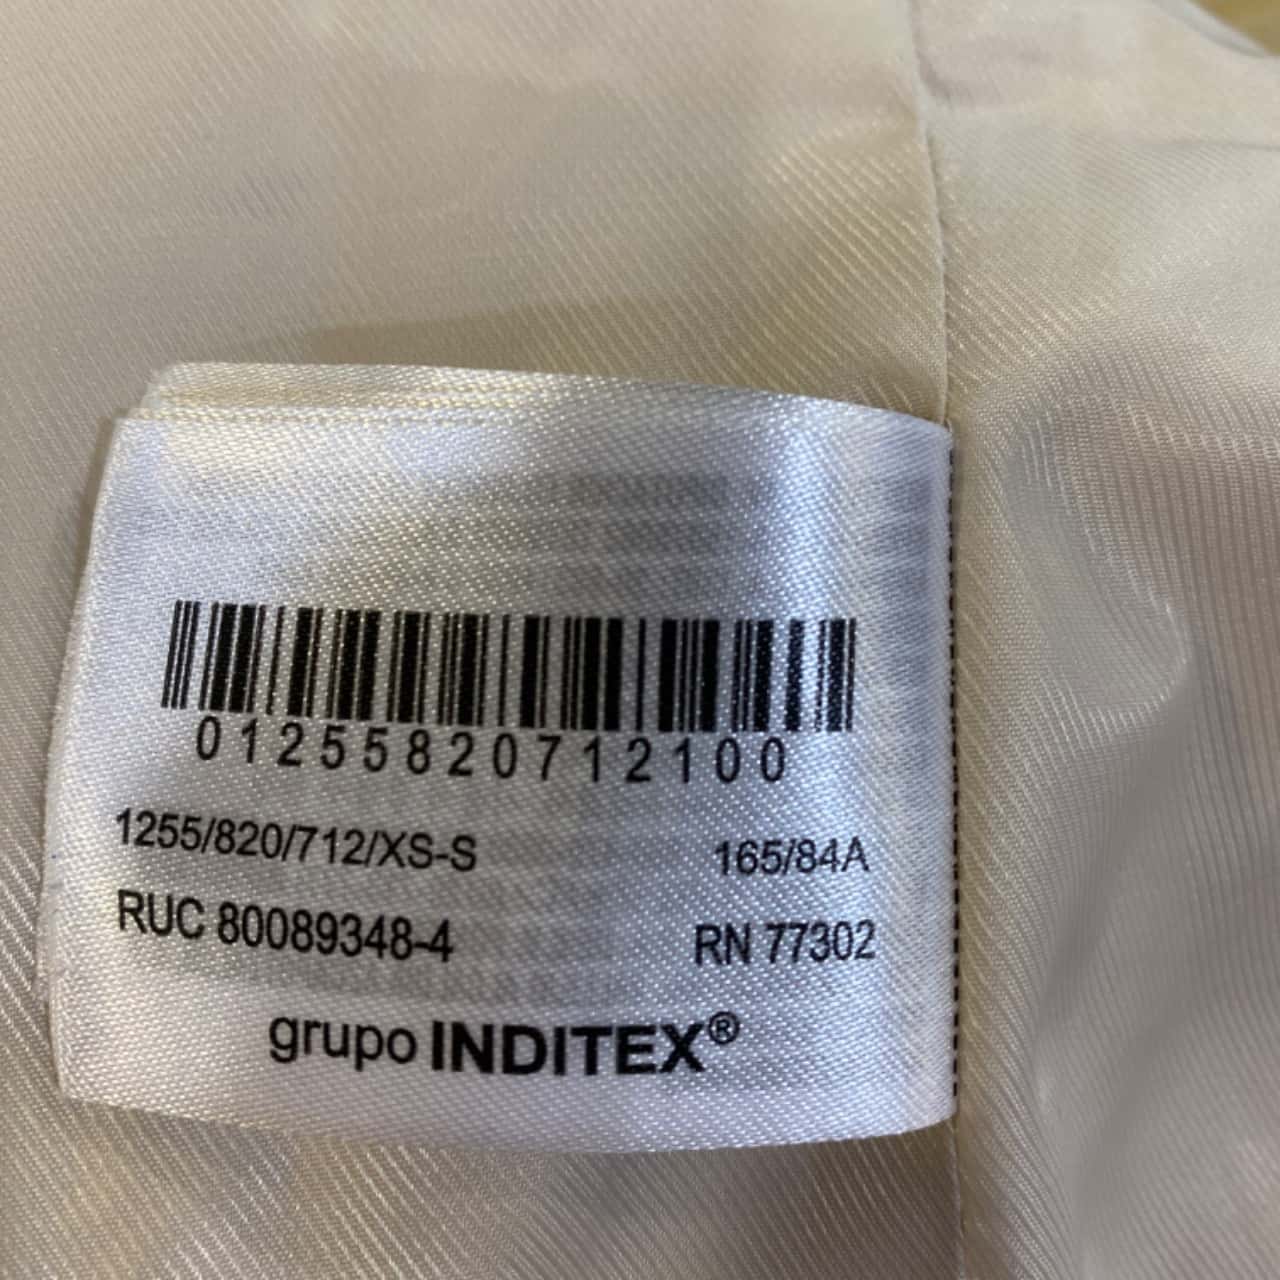 01255820712100
1255/820/712/XS-S 165/84A
RUC 80089348-4 RN 77302
grupo INDITEX®